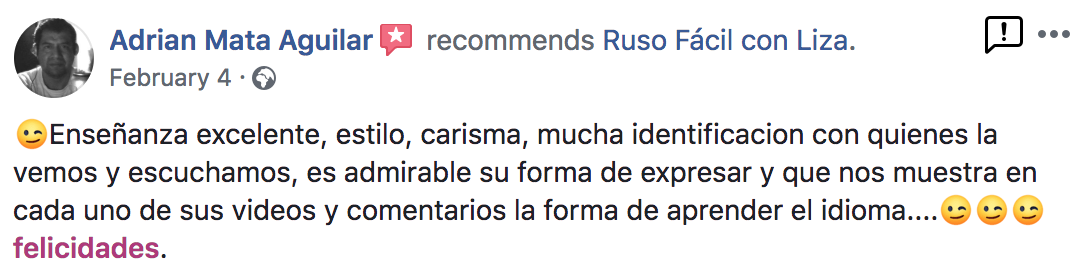 Adrian Mata Aguilar recommends Ruso Fácil con Liza.
February 4 ·
😉Enseñanza excelente, estilo, carisma, mucha identificacion con quienes la
vemos y escuchamos, es admirable su forma de expresar y que nos muestra en
cada uno de sus videos y comentarios la forma de aprender el idioma....😉😉😉
felicidades.